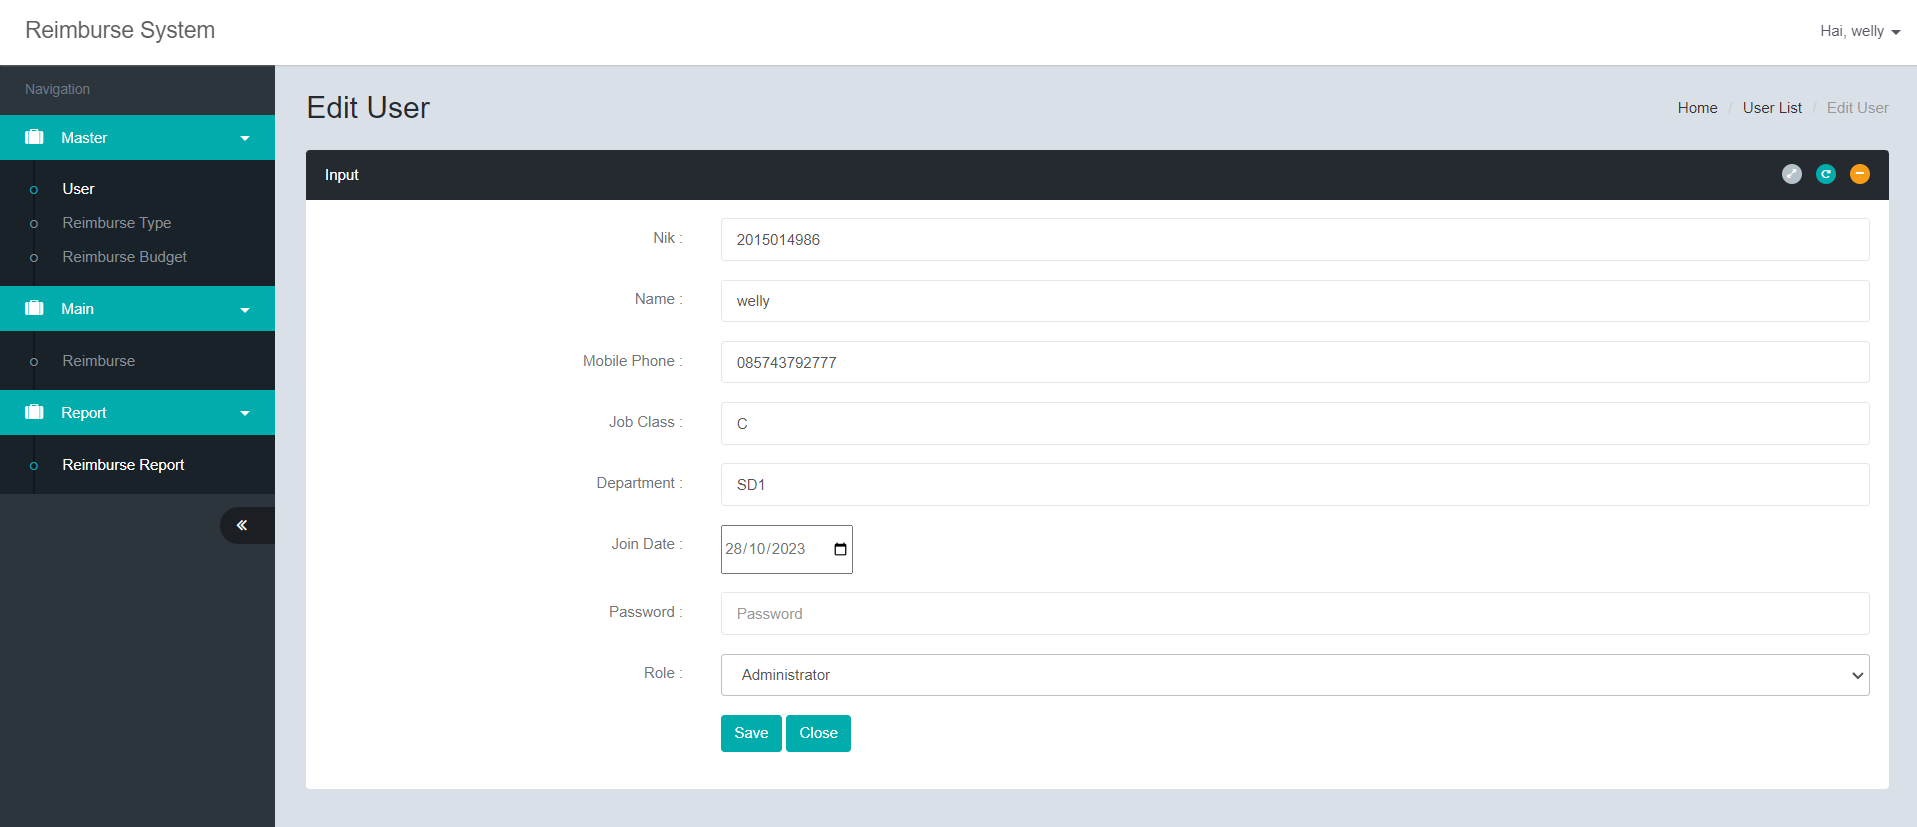 Reimburse System
Hai, welly
Navigation
Master
User
Reimburse Type
Reimburse Budget
Main
Reimburse
Report
Reimburse Report
Edit User
Home / User List / Edit User
Input
Nik : 2015014986
Name : welly
Mobile Phone : 085743792777
Job Class : C
Department : SD1
Join Date : 28/10/2023
Password : Password
Role : Administrator
Save Close